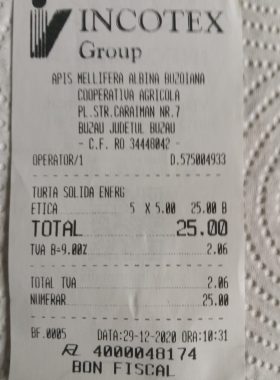 INCOTEX
Group
APIS MELLIFERA ALBINA BUZOIANA
COOPERATIVA AGRICOLA
PL.STR.CARAIMAN NR.7
BUZAU JUDETUL BUZAU
- C.F. RO 34448042 -
OPERATOR/1 D.575004933
TURTA SOLIDA ENERG
ETICA 5 X 5.00 25.00 B
TOTAL 25.00
TVA B=9.00% 2.06
TOTAL TVA 2.06
NUMERAR 25.00
BF.0005 DATA:29-12-2020 ORA:10:31
4000048174
BON FISCAL